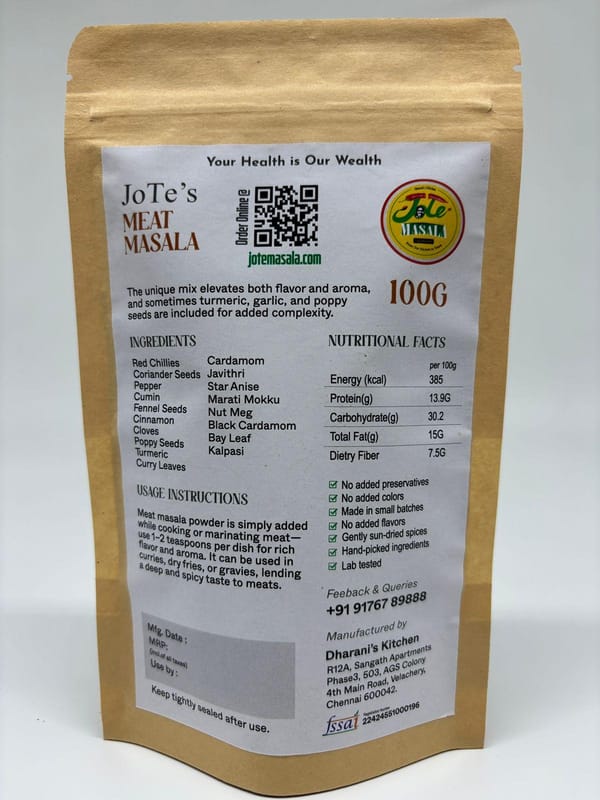 Your Health is Our Wealth
JoTe's
MEAT
MASALA
Order Online @
jotemasala.com
JoTe
MASALA
100G
The unique mix elevates both flavor and aroma,
and sometimes turmeric, garlic, and poppy
seeds are included for added complexity.
INGREDIENTS
Red Chillies
Coriander Seeds
Pepper
Cumin
Fennel Seeds
Cinnamon
Cloves
Poppy Seeds
Turmeric
Curry Leaves
Cardamom
Javithri
Star Anise
Marati Mokku
Nut Meg
Black Cardamom
Bay Leaf
Kalpasi
NUTRITIONAL FACTS
per 100g
Energy (kcal) 385
Protein(g) 13.9G
Carbohydrate(g) 30.2
Total Fat(g) 15G
Dietry Fiber 7.5G
USAGE INSTRUCTIONS
Meat masala powder is simply added
while cooking or marinating meat—
use 1–2 teaspoons per dish for rich
flavor and aroma. It can be used in
curries, dry fries, or gravies, lending
a deep and spicy taste to meats.
No added preservatives
No added colors
Made in small batches
No added flavors
Gently sun-dried spices
Hand-picked ingredients
Lab tested
Feeback & Queries
+91 91767 89888
Manufactured by
Dharani's Kitchen
R12A, Sangath Apartments
Phase3, 503, AGS Colony
4th Main Road, Velachery,
Chennai 600042.
fssai
22424551000196
Mfg. Date :
MRP:
(incl.of all taxes)
Use by :
Keep tightly sealed after use.